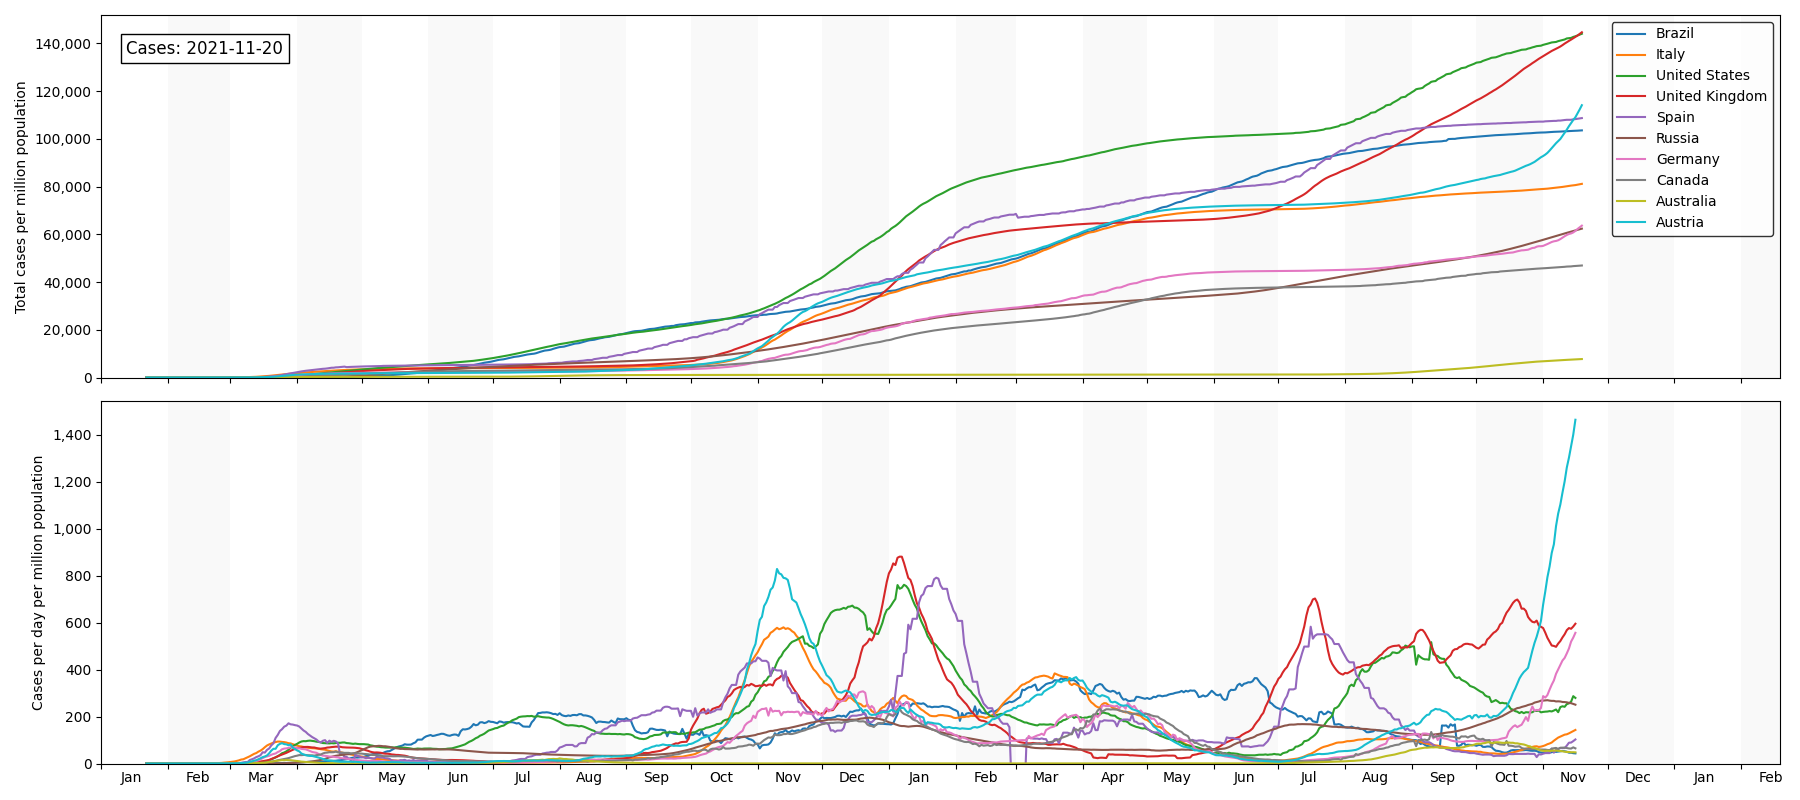 Cases: 2021-11-20
Total cases per million population
140,000
120,000
100,000
80,000
60,000
40,000
20,000
0
Brazil
Italy
United States
United Kingdom
Spain
Russia
Germany
Canada
Australia
Austria
Cases per day per million population
1,400
1,200
1,000
800
600
400
200
0
Jan Feb Mar Apr May Jun Jul Aug Sep Oct Nov Dec Jan Feb Mar Apr May Jun Jul Aug Sep Oct Nov Dec Jan Feb